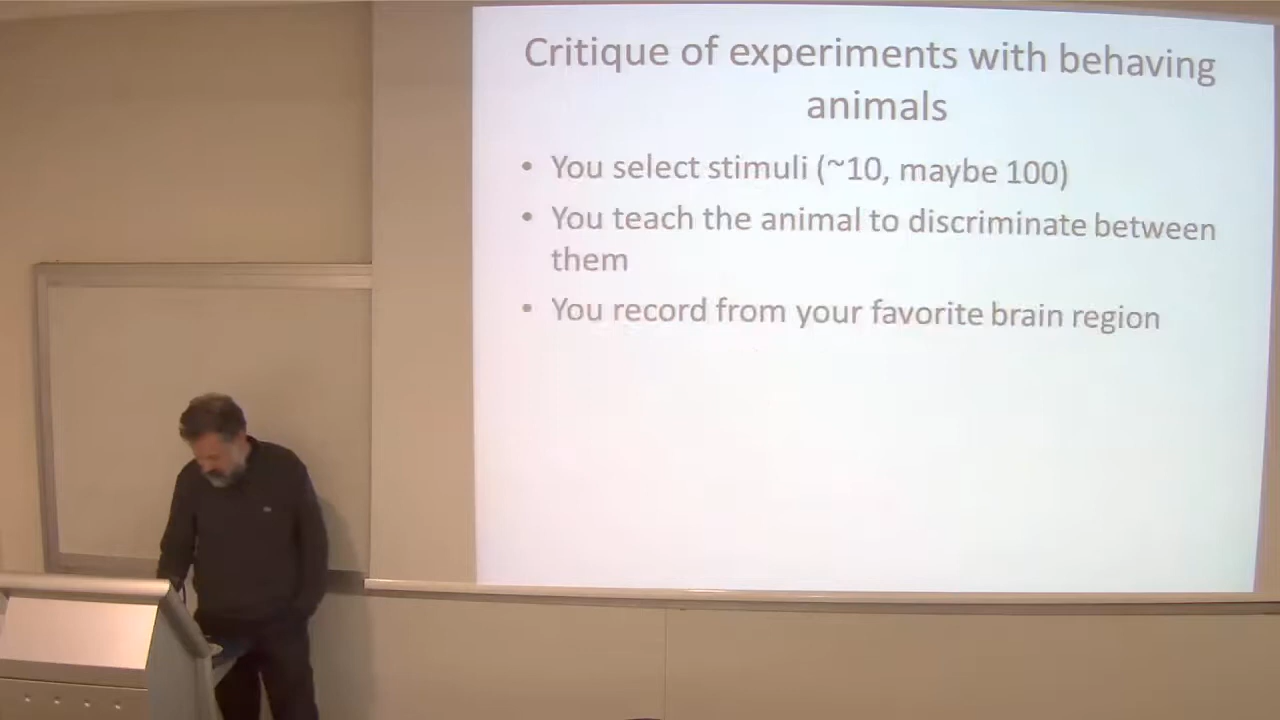 Critique of experiments with behaving
animals
• You select stimuli (~10, maybe 100)
• You teach the animal to discriminate between
them
• You record from your favorite brain region